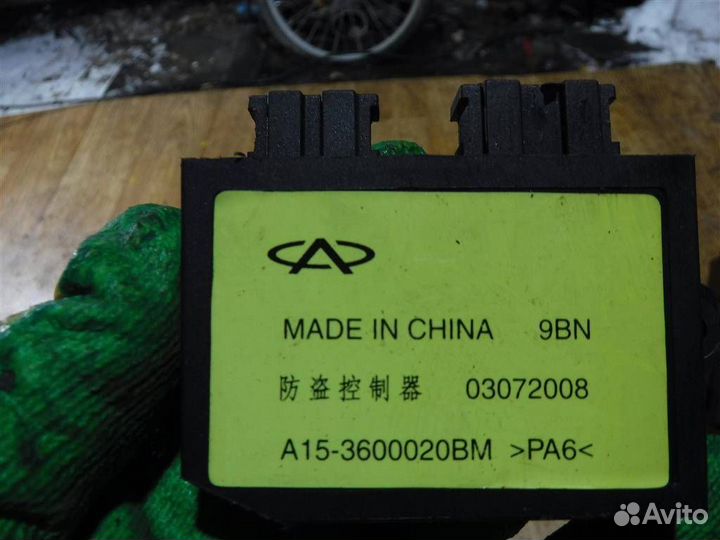 MADE IN CHINA 9BN
防盗控制器 03072008
A15-3600020BM >PA6<
Avito